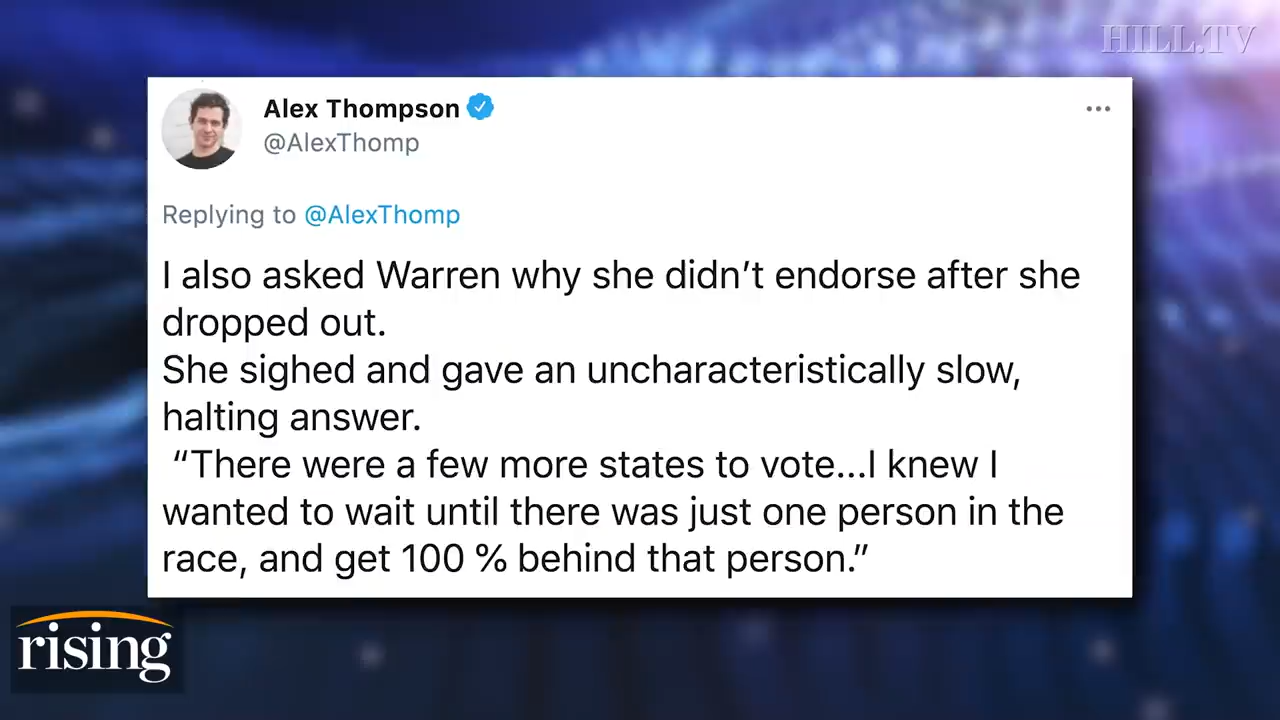 HILL.TV
Alex Thompson
@AlexThomp
Replying to @AlexThomp
I also asked Warren why she didn’t endorse after she
dropped out.
She sighed and gave an uncharacteristically slow,
halting answer.
“There were a few more states to vote...I knew I
wanted to wait until there was just one person in the
race, and get 100 % behind that person.”
rising